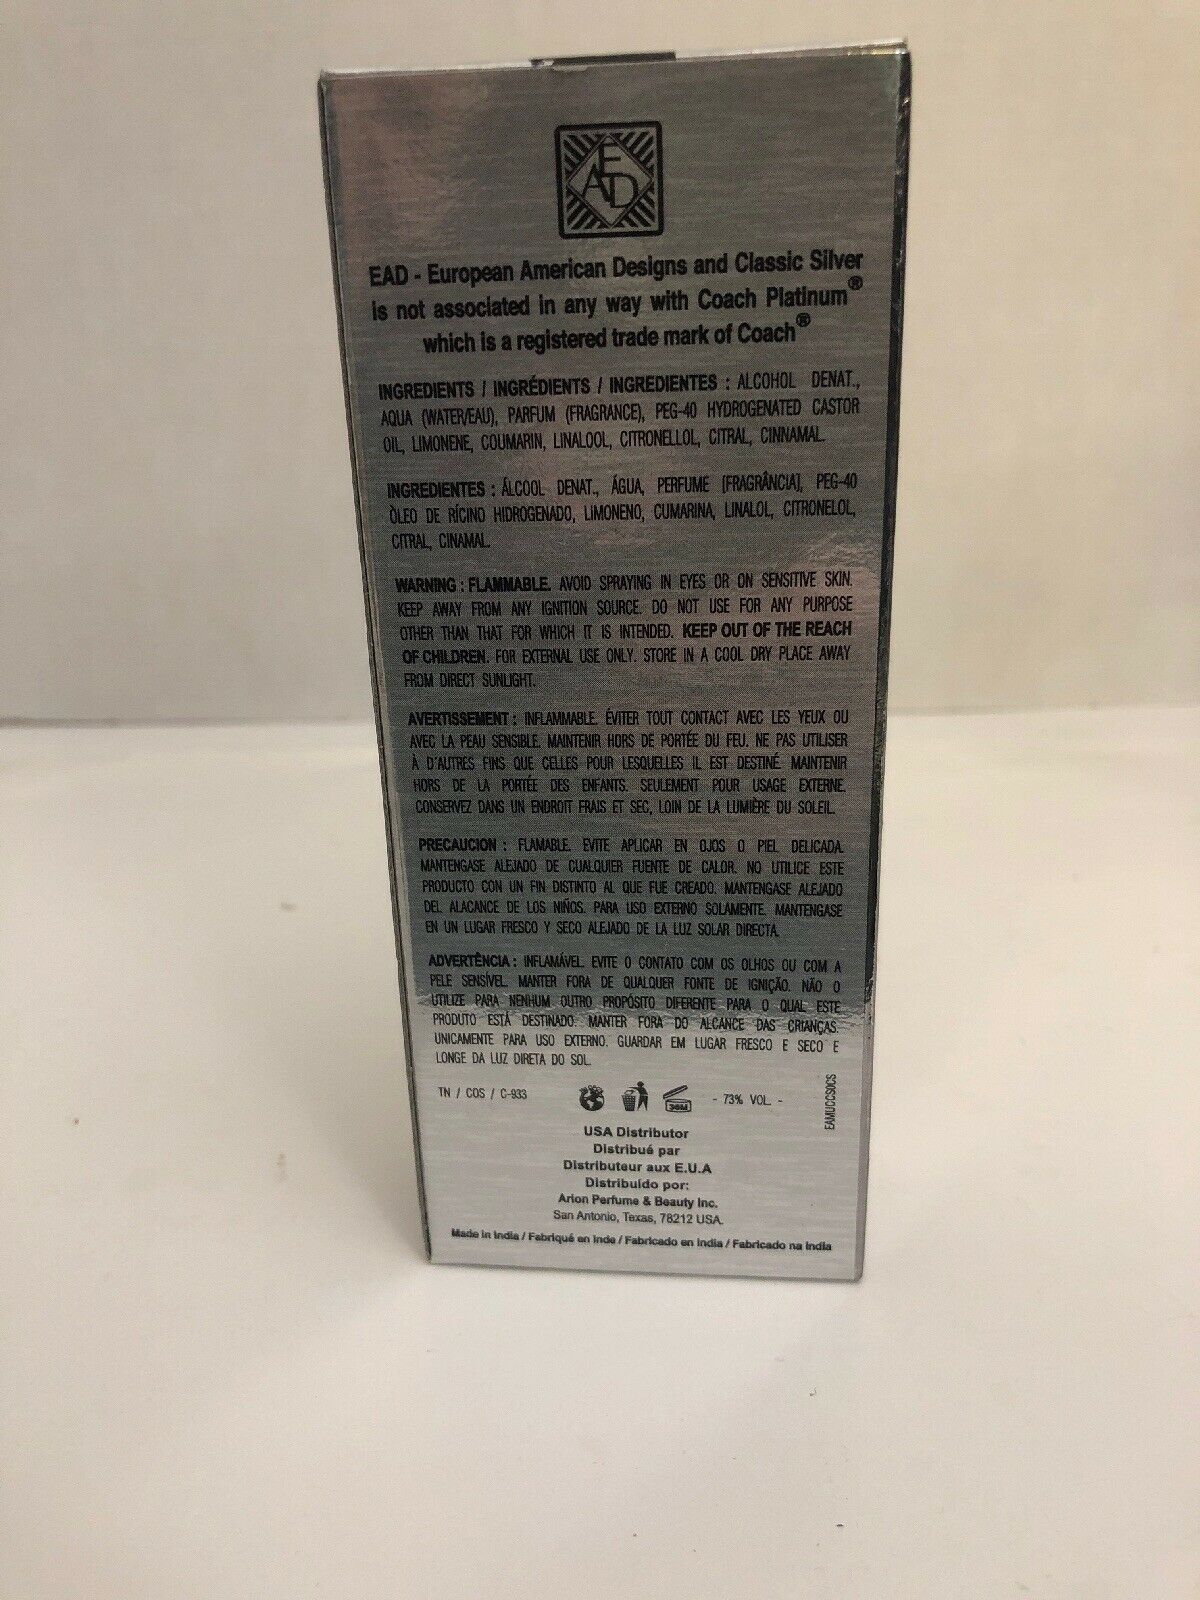 EAD
EAD - European American Designs and Classic Silver
is not associated in any way with Coach Platinum®
which is a registered trade mark of Coach®
INGREDIENTS / INGRÉDIENTS / INGREDIENTES : ALCOHOL DENAT.,
AQUA (WATER/EAU), PARFUM (FRAGRANCE), PEG-40 HYDROGENATED CASTOR
OIL, LIMONENE, COUMARIN, LINALOOL, CITRONELLOL, CITRAL, CINNAMAL.
INGREDIENTES : ÁLCOOL DENAT., ÁGUA, PERFUME [FRAGRÂNCIA], PEG-40
ÒLEO DE RÍCINO HIDROGENADO, LIMONENO, CUMARINA, LINALOL, CITRONELOL,
CITRAL, CINAMAL.
WARNING : FLAMMABLE. AVOID SPRAYING IN EYES OR ON SENSITIVE SKIN.
KEEP AWAY FROM ANY IGNITION SOURCE. DO NOT USE FOR ANY PURPOSE
OTHER THAN THAT FOR WHICH IT IS INTENDED. KEEP OUT OF THE REACH
OF CHILDREN. FOR EXTERNAL USE ONLY. STORE IN A COOL DRY PLACE AWAY
FROM DIRECT SUNLIGHT.
AVERTISSEMENT : INFLAMMABLE. ÉVITER TOUT CONTACT AVEC LES YEUX OU
AVEC LA PEAU SENSIBLE. MAINTENIR HORS DE PORTÉE DU FEU. NE PAS UTILISER
À D'AUTRES FINS QUE CELLES POUR LESQUELLES IL EST DESTINÉ. MAINTENIR
HORS DE LA PORTÉE DES ENFANTS. SEULEMENT POUR USAGE EXTERNE.
CONSERVEZ DANS UN ENDROIT FRAIS ET SEC, LOIN DE LA LUMIÈRE DU SOLEIL.
PRECAUCION : FLAMABLE. EVITE APLICAR EN OJOS O PIEL DELICADA.
MANTENGASE ALEJADO DE CUALQUIER FUENTE DE CALOR. NO UTILICE ESTE
PRODUCTO CON UN FIN DISTINTO AL QUE FUE CREADO. MANTENGASE ALEJADO
DEL ALACANCE DE LOS NIÑOS. PARA USO EXTERNO SOLAMENTE. MANTENGASE
EN UN LUGAR FRESCO Y SECO ALEJADO DE LA LUZ SOLAR DIRECTA.
ADVERTÊNCIA : INFLAMÁVEL. EVITE O CONTATO COM OS OLHOS OU COM A
PELE SENSÍVEL. MANTER FORA DE QUALQUER FONTE DE IGNIÇÃO. NÃO O
UTILIZE PARA NENHUM OUTRO PROPÓSITO DIFERENTE PARA O QUAL ESTE
PRODUTO ESTÁ DESTINADO. MANTER FORA DO ALCANCE DAS CRIANÇAS.
UNICAMENTE PARA USO EXTERNO. GUARDAR EM LUGAR FRESCO E SECO E
LONGE DA LUZ DIRETA DO SOL.
TN / COS / C-933
36M
- 73% VOL. -
EAMUCCSOCS
USA Distributor
Distribué par
Distributeur aux E.U.A
Distribuído por:
Arion Perfume & Beauty Inc.
San Antonio, Texas, 78212 USA.
Made in India / Fabriqué en Inde / Fabricado en India / Fabricado na India